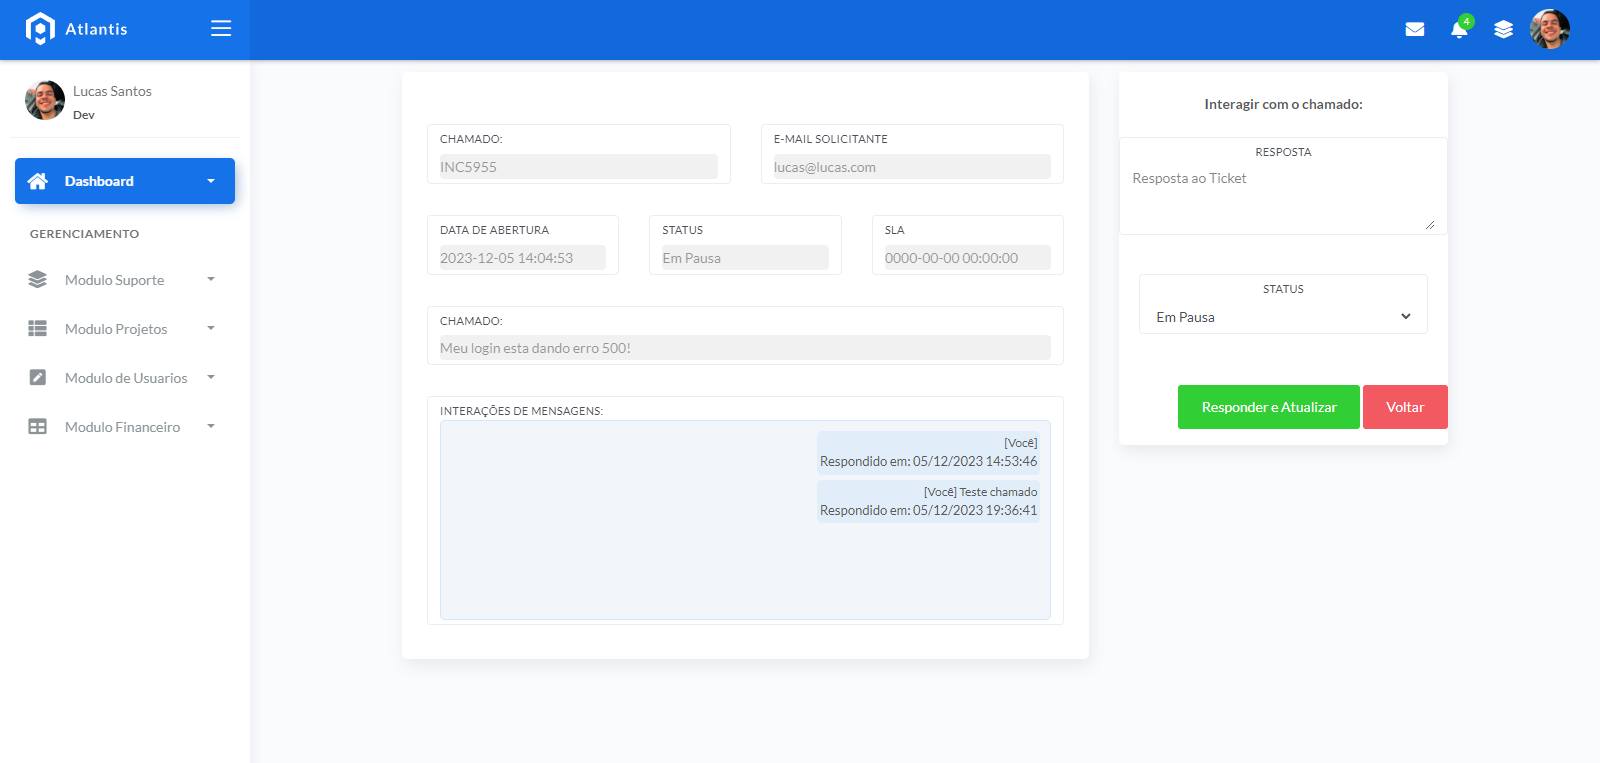 Atlantis
4
Lucas Santos
Dev
Dashboard
GERENCIAMENTO
Modulo Suporte
Modulo Projetos
Modulo de Usuarios
Modulo Financeiro
CHAMADO:
INC5955
E-MAIL SOLICITANTE
lucas@lucas.com
DATA DE ABERTURA
2023-12-05 14:04:53
STATUS
Em Pausa
SLA
0000-00-00 00:00:00
CHAMADO:
Meu login esta dando erro 500!
INTERAÇÕES DE MENSAGENS:
[Você]
Respondido em: 05/12/2023 14:53:46
[Você] Teste chamado
Respondido em: 05/12/2023 19:36:41
Interagir com o chamado:
RESPOSTA
Resposta ao Ticket
STATUS
Em Pausa
Responder e Atualizar
Voltar